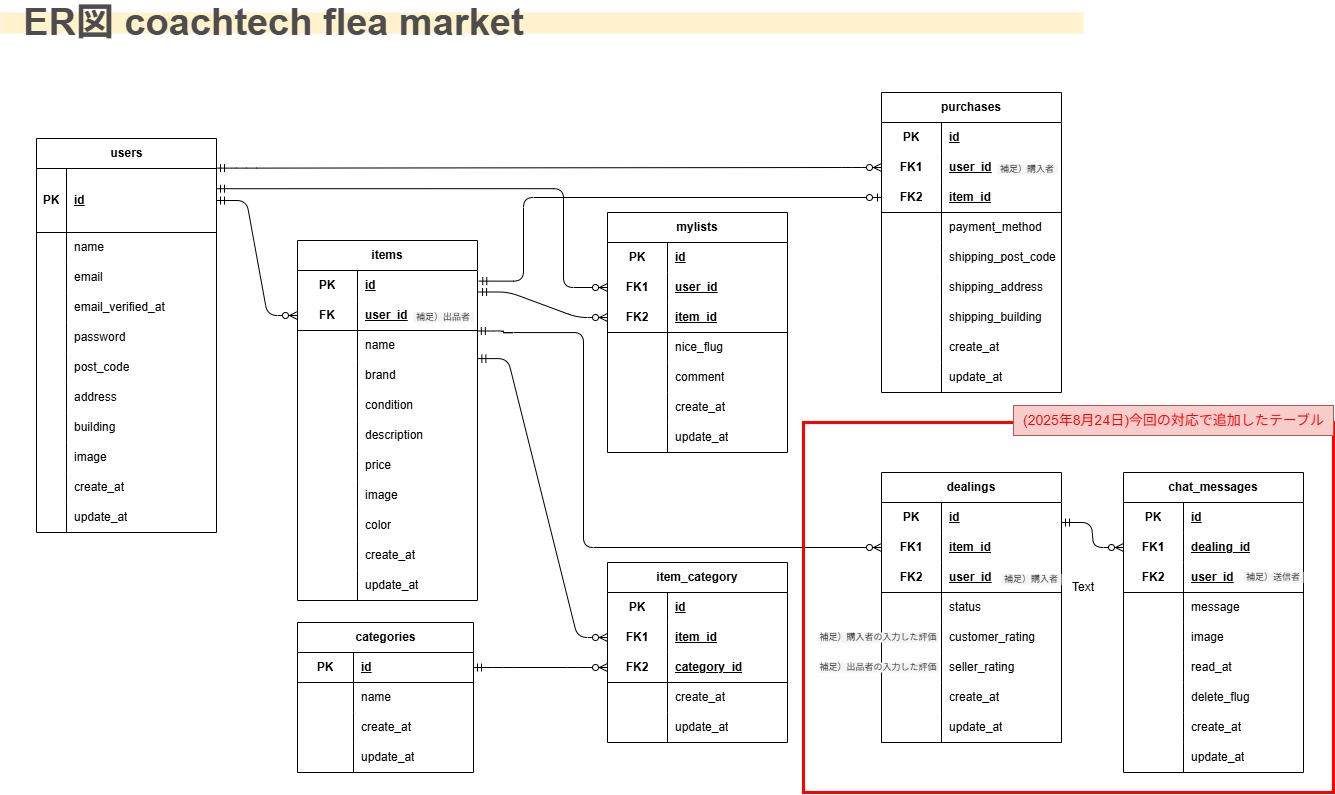 ER図 coachtech flea market
users
PK id
name
email
email_verified_at
password
post_code
address
building
image
create_at
update_at
items
PK id
FK user_id 補足）出品者
name
brand
condition
description
price
image
color
create_at
update_at
categories
PK id
name
create_at
update_at
mylists
PK id
FK1 user_id
FK2 item_id
nice_flug
comment
create_at
update_at
item_category
PK id
FK1 item_id
FK2 category_id
create_at
update_at
purchases
PK id
FK1 user_id 補足）購入者
FK2 item_id
payment_method
shipping_post_code
shipping_address
shipping_building
create_at
update_at
(2025年8月24日)今回の対応で追加したテーブル
dealings
PK id
FK1 item_id
FK2 user_id 補足）購入者
status
補足）購入者の入力した評価 customer_rating
補足）出品者の入力した評価 seller_rating
create_at
update_at
Text
chat_messages
PK id
FK1 dealing_id
FK2 user_id 補足）送信者
message
image
read_at
delete_flug
create_at
update_at